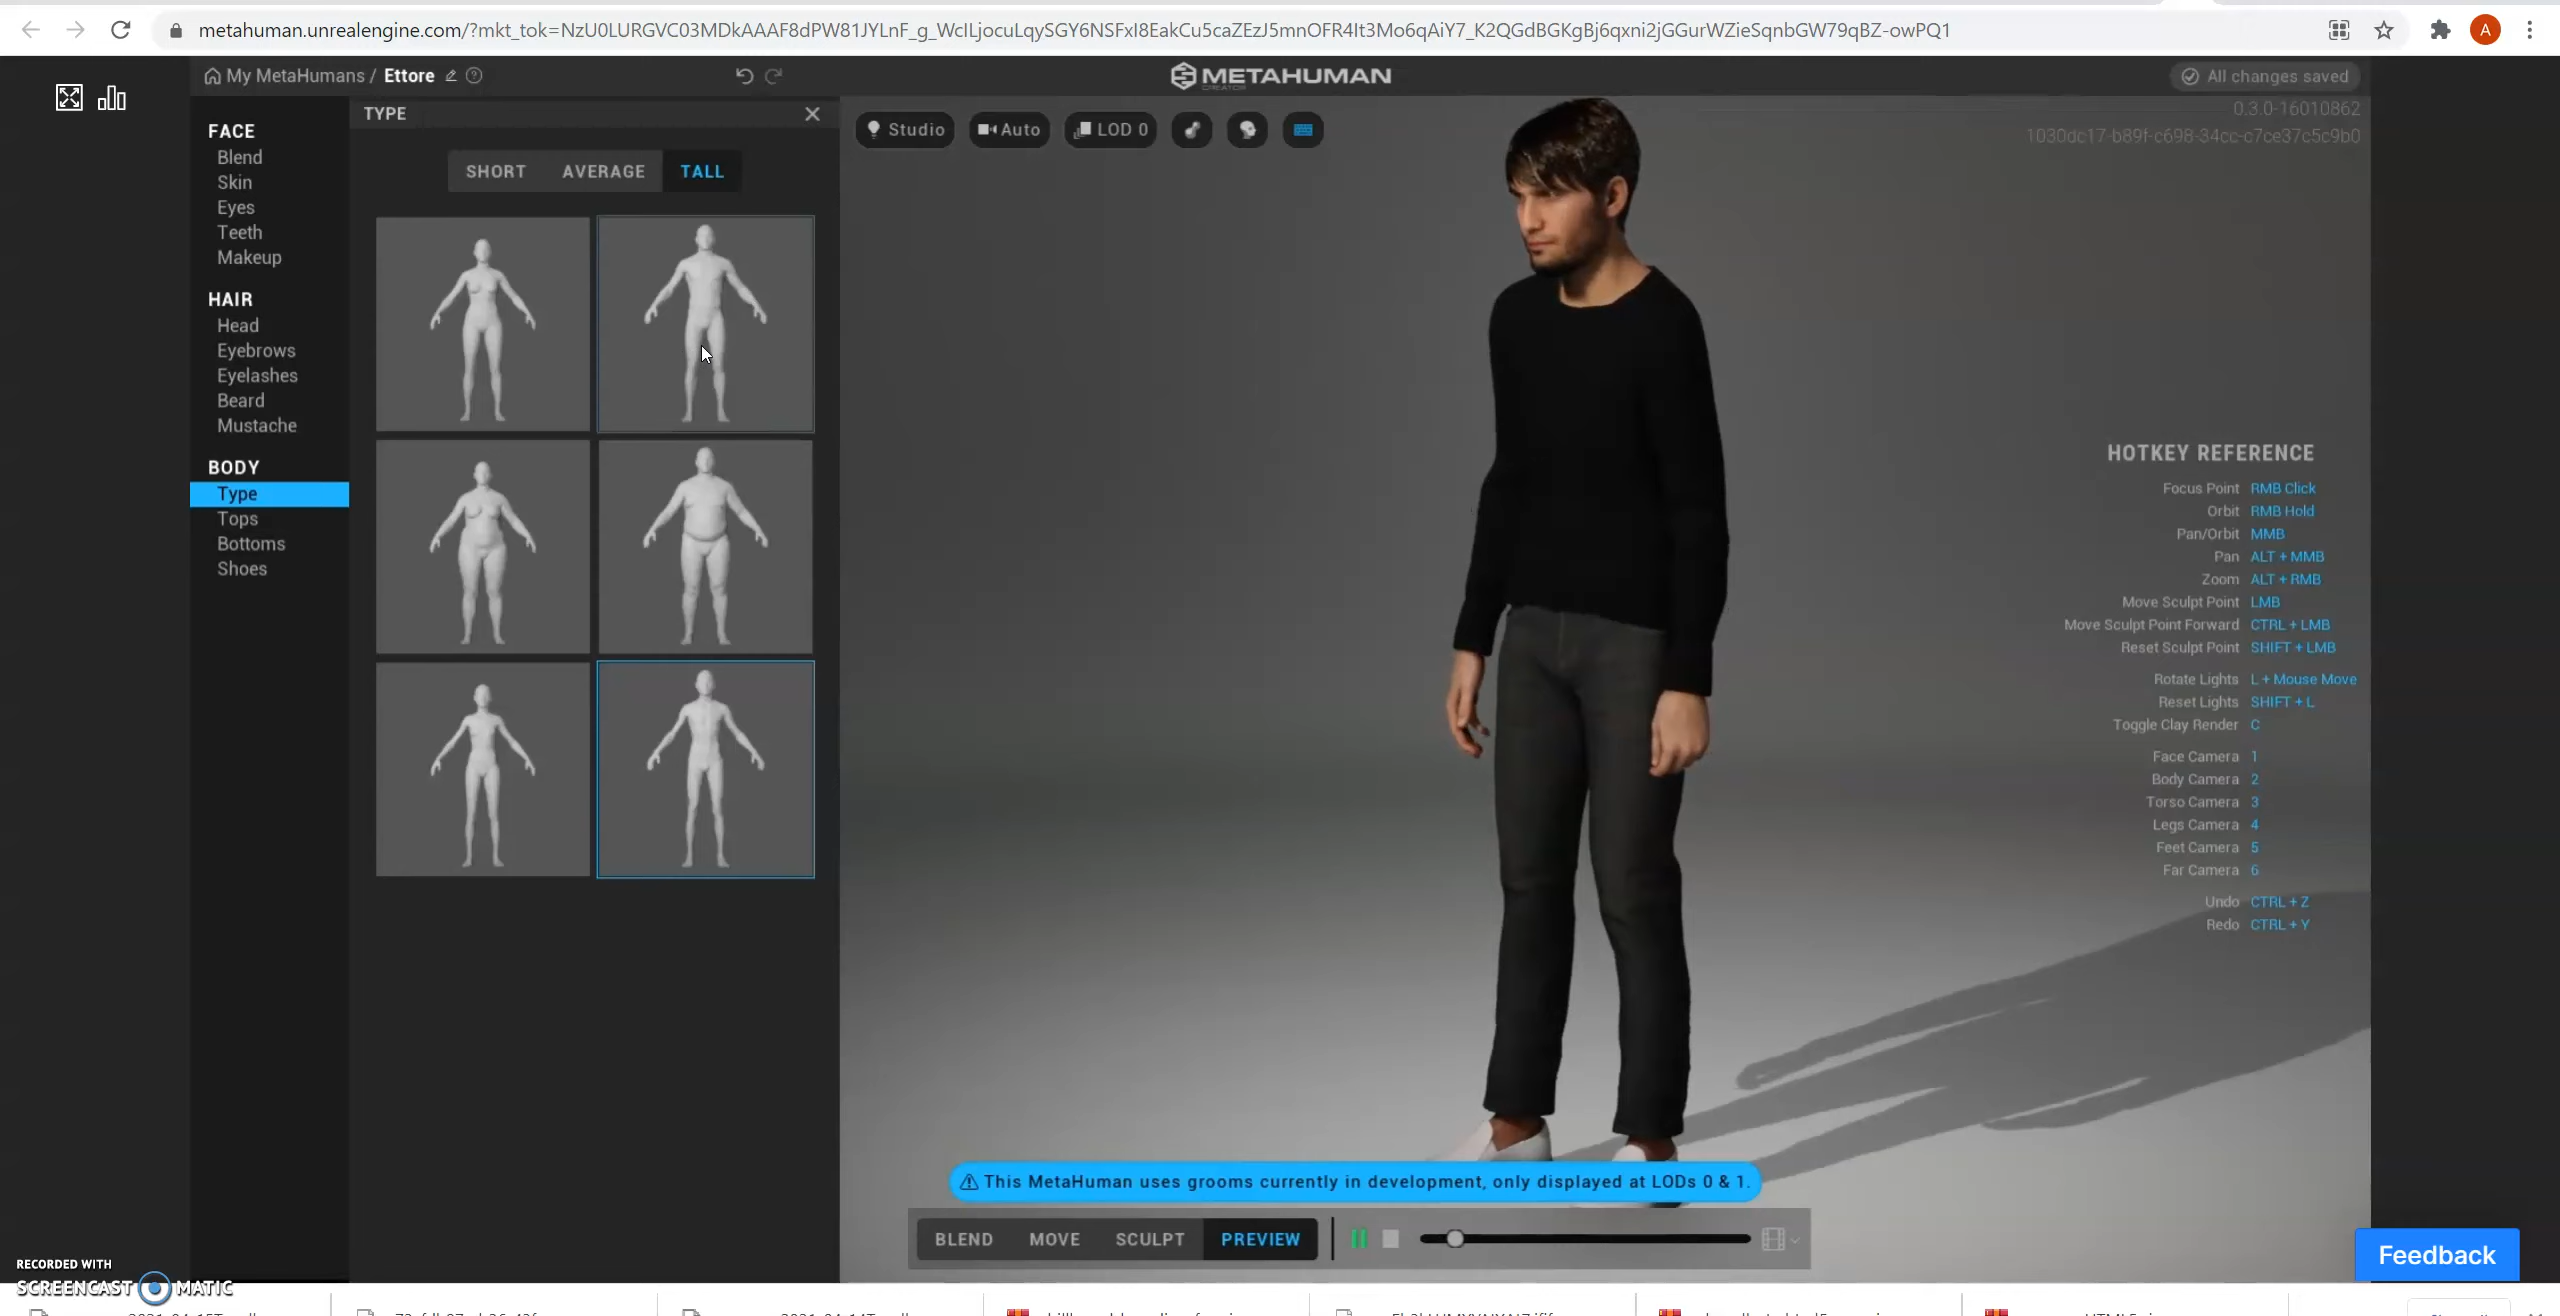 metahuman.unrealengine.com/?mkt_tok=NzU0LURGVC03MDkAAAF8dPW81JYLnF_g_WcILjocuLqySGY6NSFxI8EakCu5caZEzJ5mnOFR4It3Mo6qAiY7_K2QGdBGKgBj6qxni2jGGurWZieSqnbGW79qBZ-owPQ1
A
My MetaHumans / Ettore
METAHUMAN
CREATOR
All changes saved
0.3.0-16010862
1030dc17-b89f-c698-34cc-c7ce37c5c9b0
FACE
Blend
Skin
Eyes
Teeth
Makeup
HAIR
Head
Eyebrows
Eyelashes
Beard
Mustache
BODY
Type
Tops
Bottoms
Shoes
TYPE
SHORT AVERAGE TALL
Studio Auto LOD 0
HOTKEY REFERENCE
Focus Point RMB Click
Orbit RMB Hold
Pan/Orbit MMB
Pan ALT + MMB
Zoom ALT + RMB
Move Sculpt Point LMB
Move Sculpt Point Forward CTRL + LMB
Reset Sculpt Point SHIFT + LMB
Rotate Lights L + Mouse Move
Reset Lights SHIFT + L
Toggle Clay Render C
Face Camera 1
Body Camera 2
Torso Camera 3
Legs Camera 4
Feet Camera 5
Far Camera 6
Undo CTRL + Z
Redo CTRL + Y
This MetaHuman uses grooms currently in development, only displayed at LODs 0 & 1.
BLEND MOVE SCULPT PREVIEW
Feedback
RECORDED WITH
SCREENCAST MATIC